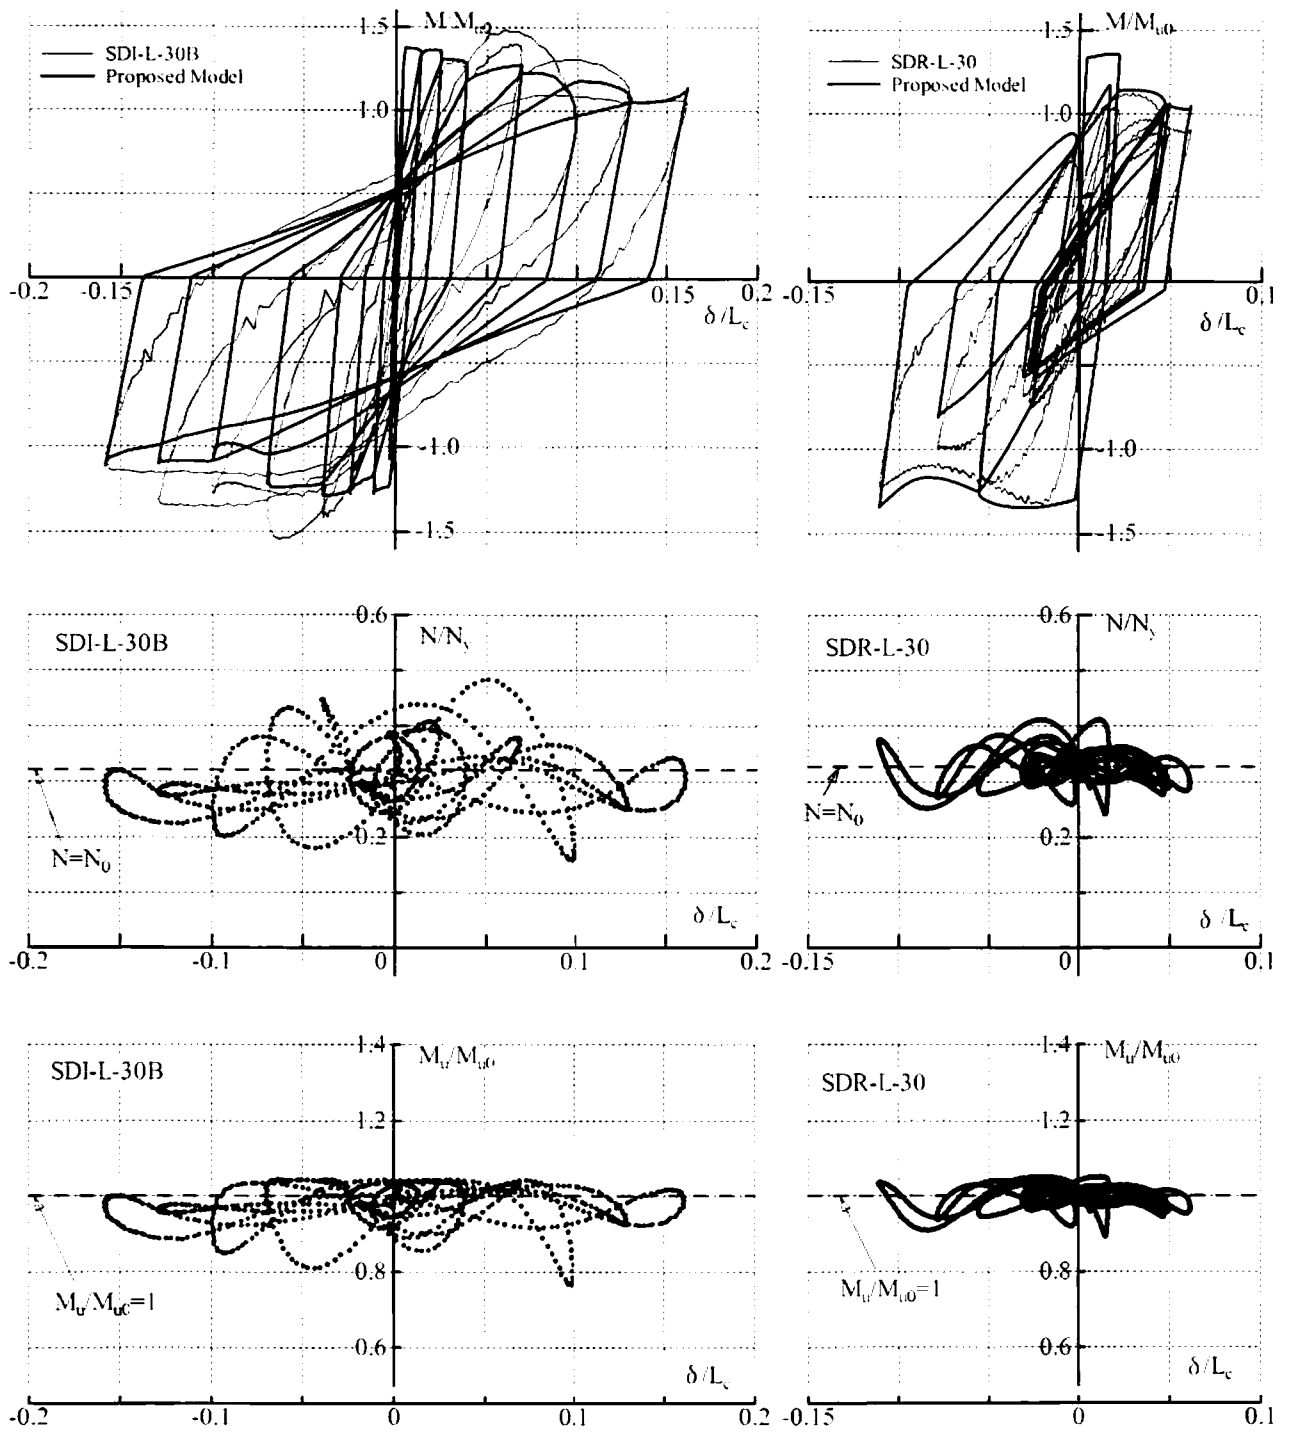 1.5 M/Mu0
SDI-L-30B
Proposed Model
1.0
-0.2 -0.15 0.15 0.2
δ/Lc
-1.0
-1.5
1.5 M/Mu0
SDR-L-30
Proposed Model
1.0
-0.15 0.1
δ/Lc
-1.0
-1.5
0.6
SDI-L-30B N/Ny
0.2
N=N0
δ/Lc
-0.2 -0.1 0 0.1 0.2
0.6
SDR-L-30 N/Ny
N=N0
0.2
δ/Lc
-0.15 0 0.1
1.4 Mu/Mu0
SDI-L-30B
1.2
0.8
Mu/Mu0=1
0.6
δ/Lc
-0.2 -0.1 0 0.1 0.2
1.4 Mu/Mu0
SDR-L-30
1.2
0.8
Mu/Mu0=1
0.6
δ/Lc
-0.15 0 0.1